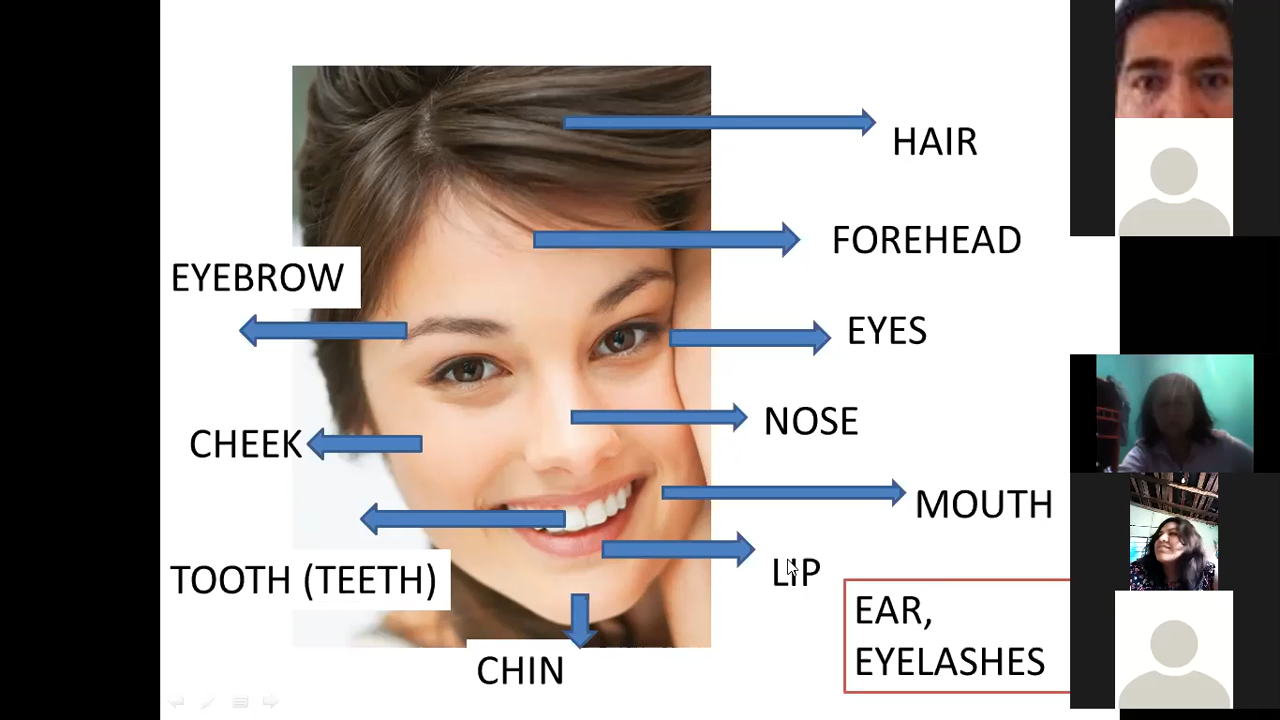 HAIR
FOREHEAD
EYEBROW
EYES
NOSE
CHEEK
MOUTH
LIP
TOOTH (TEETH)
EAR,
EYELASHES
CHIN